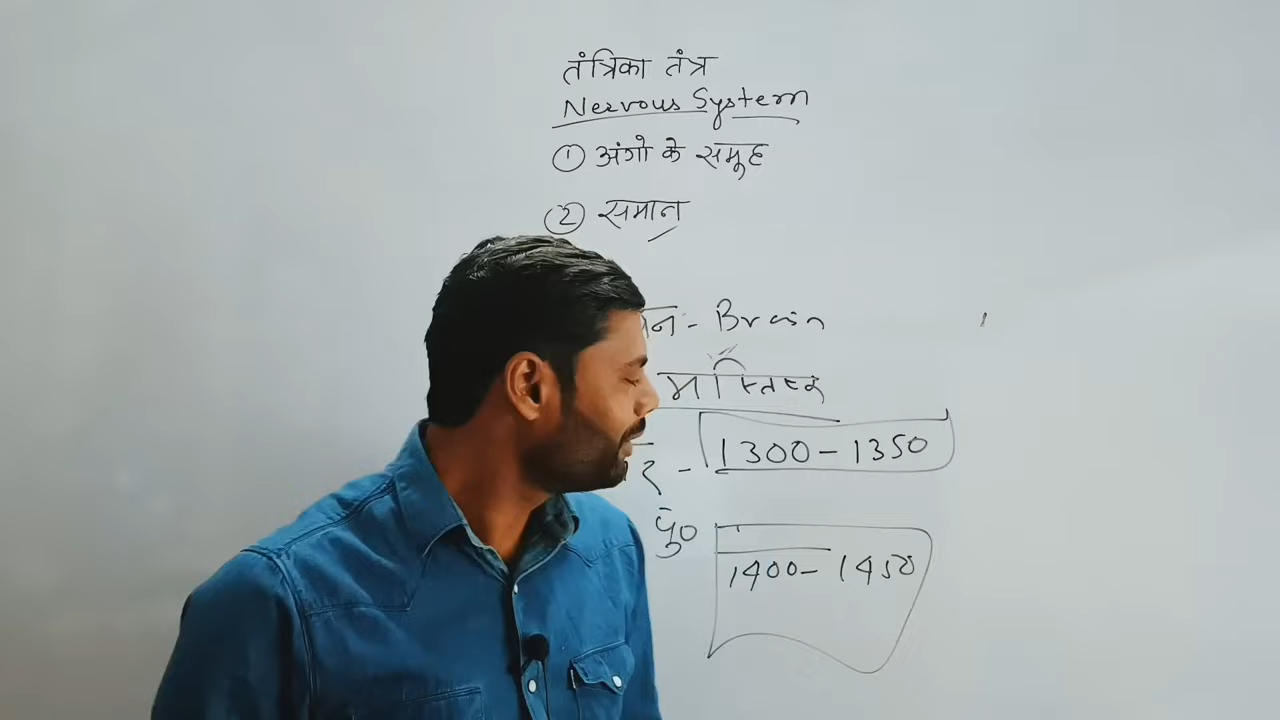 तंत्रिका तंत्र
Nervous System
① अंगो के समूह
② समान
- Brain
मस्तिष्क
- 1300 - 1350
पु०
1400 - 1450